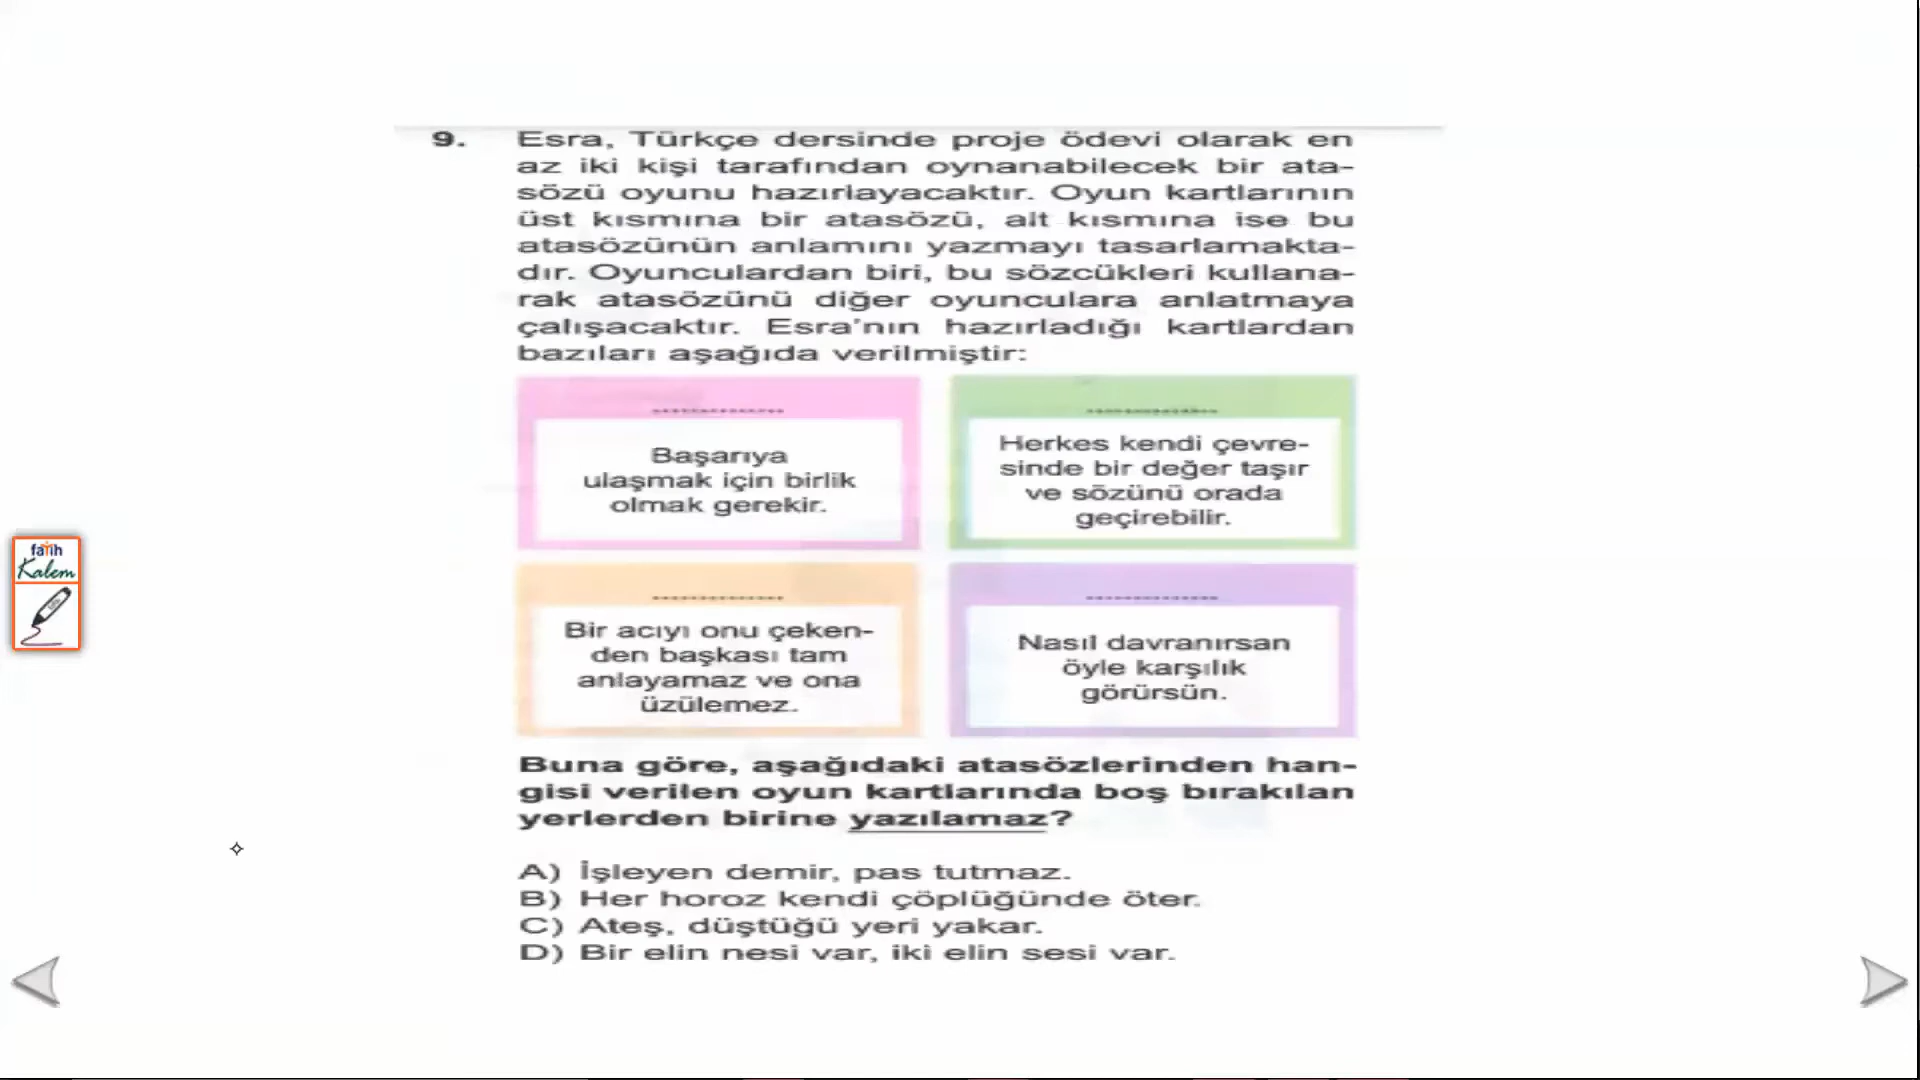 9. Esra, Türkçe dersinde proje ödevi olarak en
az iki kişi tarafından oynanabilecek bir ata-
sözü oyunu hazırlayacaktır. Oyun kartlarının
üst kısmına bir atasözü, alt kısmına ise bu
atasözünün anlamını yazmayı tasarlamakta-
dır. Oyunculardan biri, bu sözcükleri kullana-
rak atasözünü diğer oyunculara anlatmaya
çalışacaktır. Esra'nın hazırladığı kartlardan
bazıları aşağıda verilmiştir:
...............
Başarıya
ulaşmak için birlik
olmak gerekir.
...............
Herkes kendi çevre-
sinde bir değer taşır
ve sözünü orada
geçirebilir.
...............
Bir acıyı onu çeken-
den başkası tam
anlayamaz ve ona
üzülemez.
...............
Nasıl davranırsan
öyle karşılık
görürsün.
Buna göre, aşağıdaki atasözlerinden han-
gisi verilen oyun kartlarında boş bırakılan
yerlerden birine yazılamaz?
A) İşleyen demir, pas tutmaz.
B) Her horoz kendi çöplüğünde öter.
C) Ateş, düştüğü yeri yakar.
D) Bir elin nesi var, iki elin sesi var.
fatih
Kalem